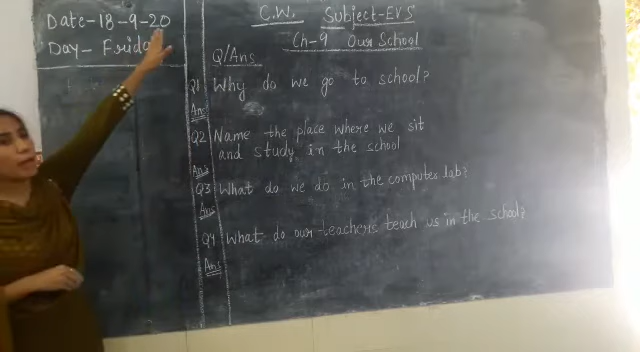 Date-18-9-20
Day- Frida
C.W. Subject-EVS
Ch-9 Our School
Q/Ans
Q1 Why do we go to school?
Ans
Q2 Name the place where we sit
and study in the school
Ans
Q3 What do we do in the computer lab?
Ans
Q4 What do our teachers teach us in the school?
Ans